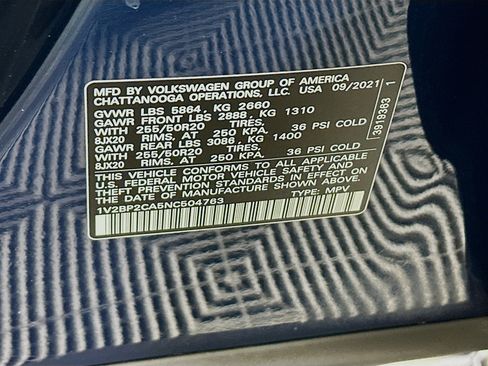 MFD BY VOLKSWAGEN GROUP OF AMERICA
CHATTANOOGA OPERATIONS, LLC. USA 09/2021
GVWR LBS 5864, KG 2660
GAWR FRONT LBS 2888, KG 1310
WITH 255/50R20 36 PSI COLD
8JX20 RIMS, AT 250 KPA
GAWR REAR LBS 3086, KG 1400
WITH 255/50R20 36 PSI COLD
8JX20 RIMS, AT 250 KPA
THIS VEHICLE CONFORMS TO ALL APPLICABLE
U.S. FEDERAL MOTOR VEHICLE SAFETY, BUMPER, AND
THEFT PREVENTION STANDARDS IN EFFECT ON THE
DATE OF MANUFACTURE SHOWN ABOVE.
1V2BP2CA5NC504763 TYPE: MPV
3919363 1